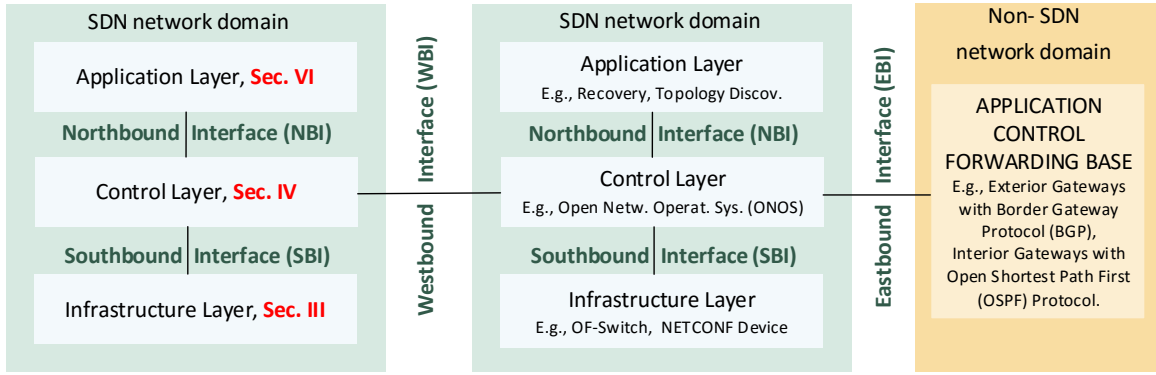 SDN network domain
Application Layer, Sec. VI
Northbound Interface (NBI)
Control Layer, Sec. IV
Southbound Interface (SBI)
Infrastructure Layer, Sec. III
Westbound Interface (WBI)
SDN network domain
Application Layer
E.g., Recovery, Topology Discov.
Northbound Interface (NBI)
Control Layer
E.g., Open Netw. Operat. Sys. (ONOS)
Southbound Interface (SBI)
Infrastructure Layer
E.g., OF-Switch, NETCONF Device
Eastbound Interface (EBI)
Non- SDN
network domain
APPLICATION
CONTROL
FORWARDING BASE
E.g., Exterior Gateways
with Border Gateway
Protocol (BGP),
Interior Gateways with
Open Shortest Path First
(OSPF) Protocol.